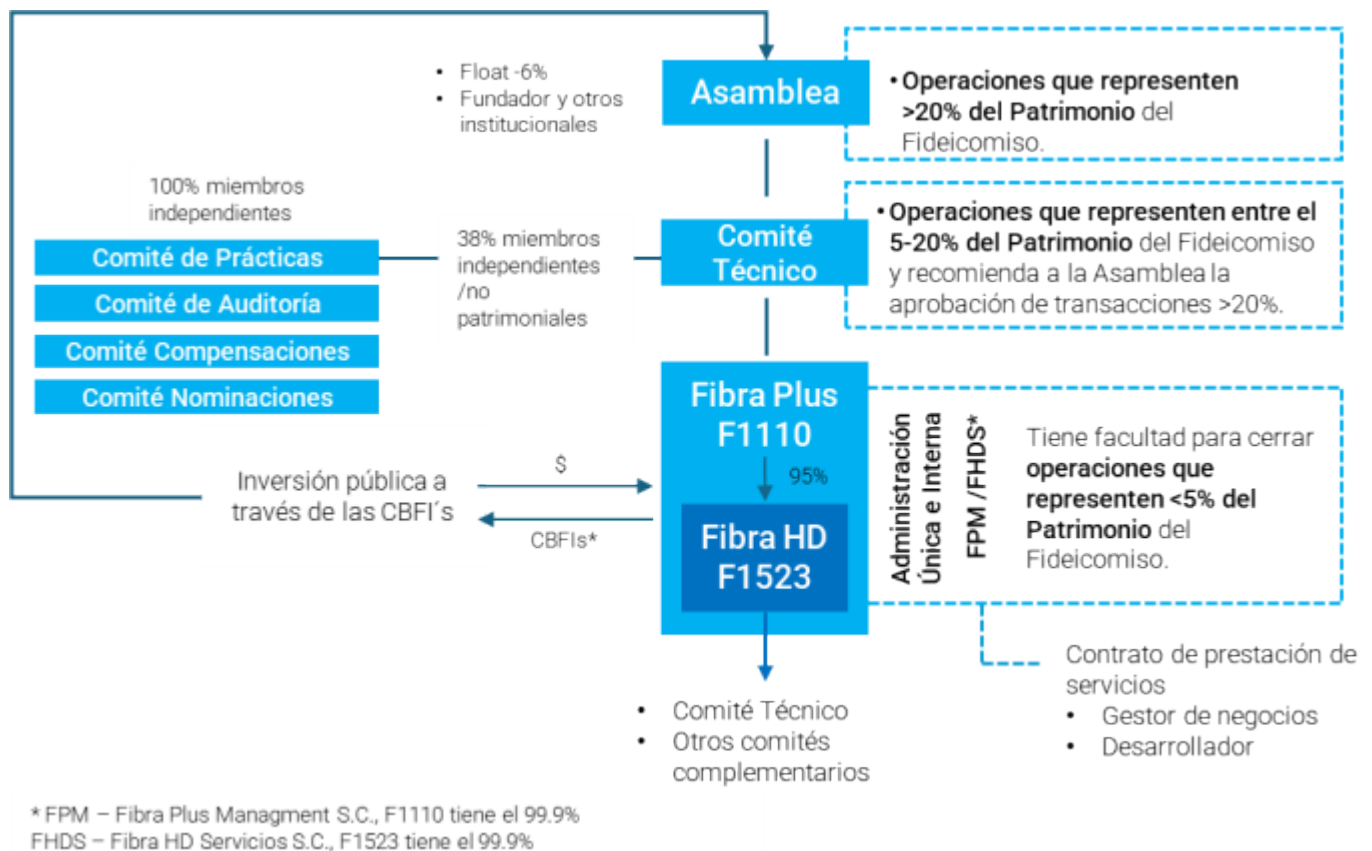 • Float -6%
• Fundador y otros
institucionales
Asamblea
• Operaciones que representen
>20% del Patrimonio del
Fideicomiso.
100% miembros
independientes
Comité de Prácticas
Comité de Auditoría
Comité Compensaciones
Comité Nominaciones
38% miembros
independientes
/no
patrimoniales
Comité
Técnico
• Operaciones que representen entre el
5-20% del Patrimonio del Fideicomiso
y recomienda a la Asamblea la
aprobación de transacciones >20%.
Inversión pública a
través de las CBFI´s
$
CBFIs*
Fibra Plus
F1110
95%
Fibra HD
F1523
Administración
Única e Interna
FPM /FHDS*
Tiene facultad para cerrar
operaciones que
representen <5% del
Patrimonio del
Fideicomiso.
Contrato de prestación de
servicios
• Gestor de negocios
• Desarrollador
• Comité Técnico
• Otros comités
complementarios
* FPM – Fibra Plus Managment S.C., F1110 tiene el 99.9%
FHDS – Fibra HD Servicios S.C., F1523 tiene el 99.9%